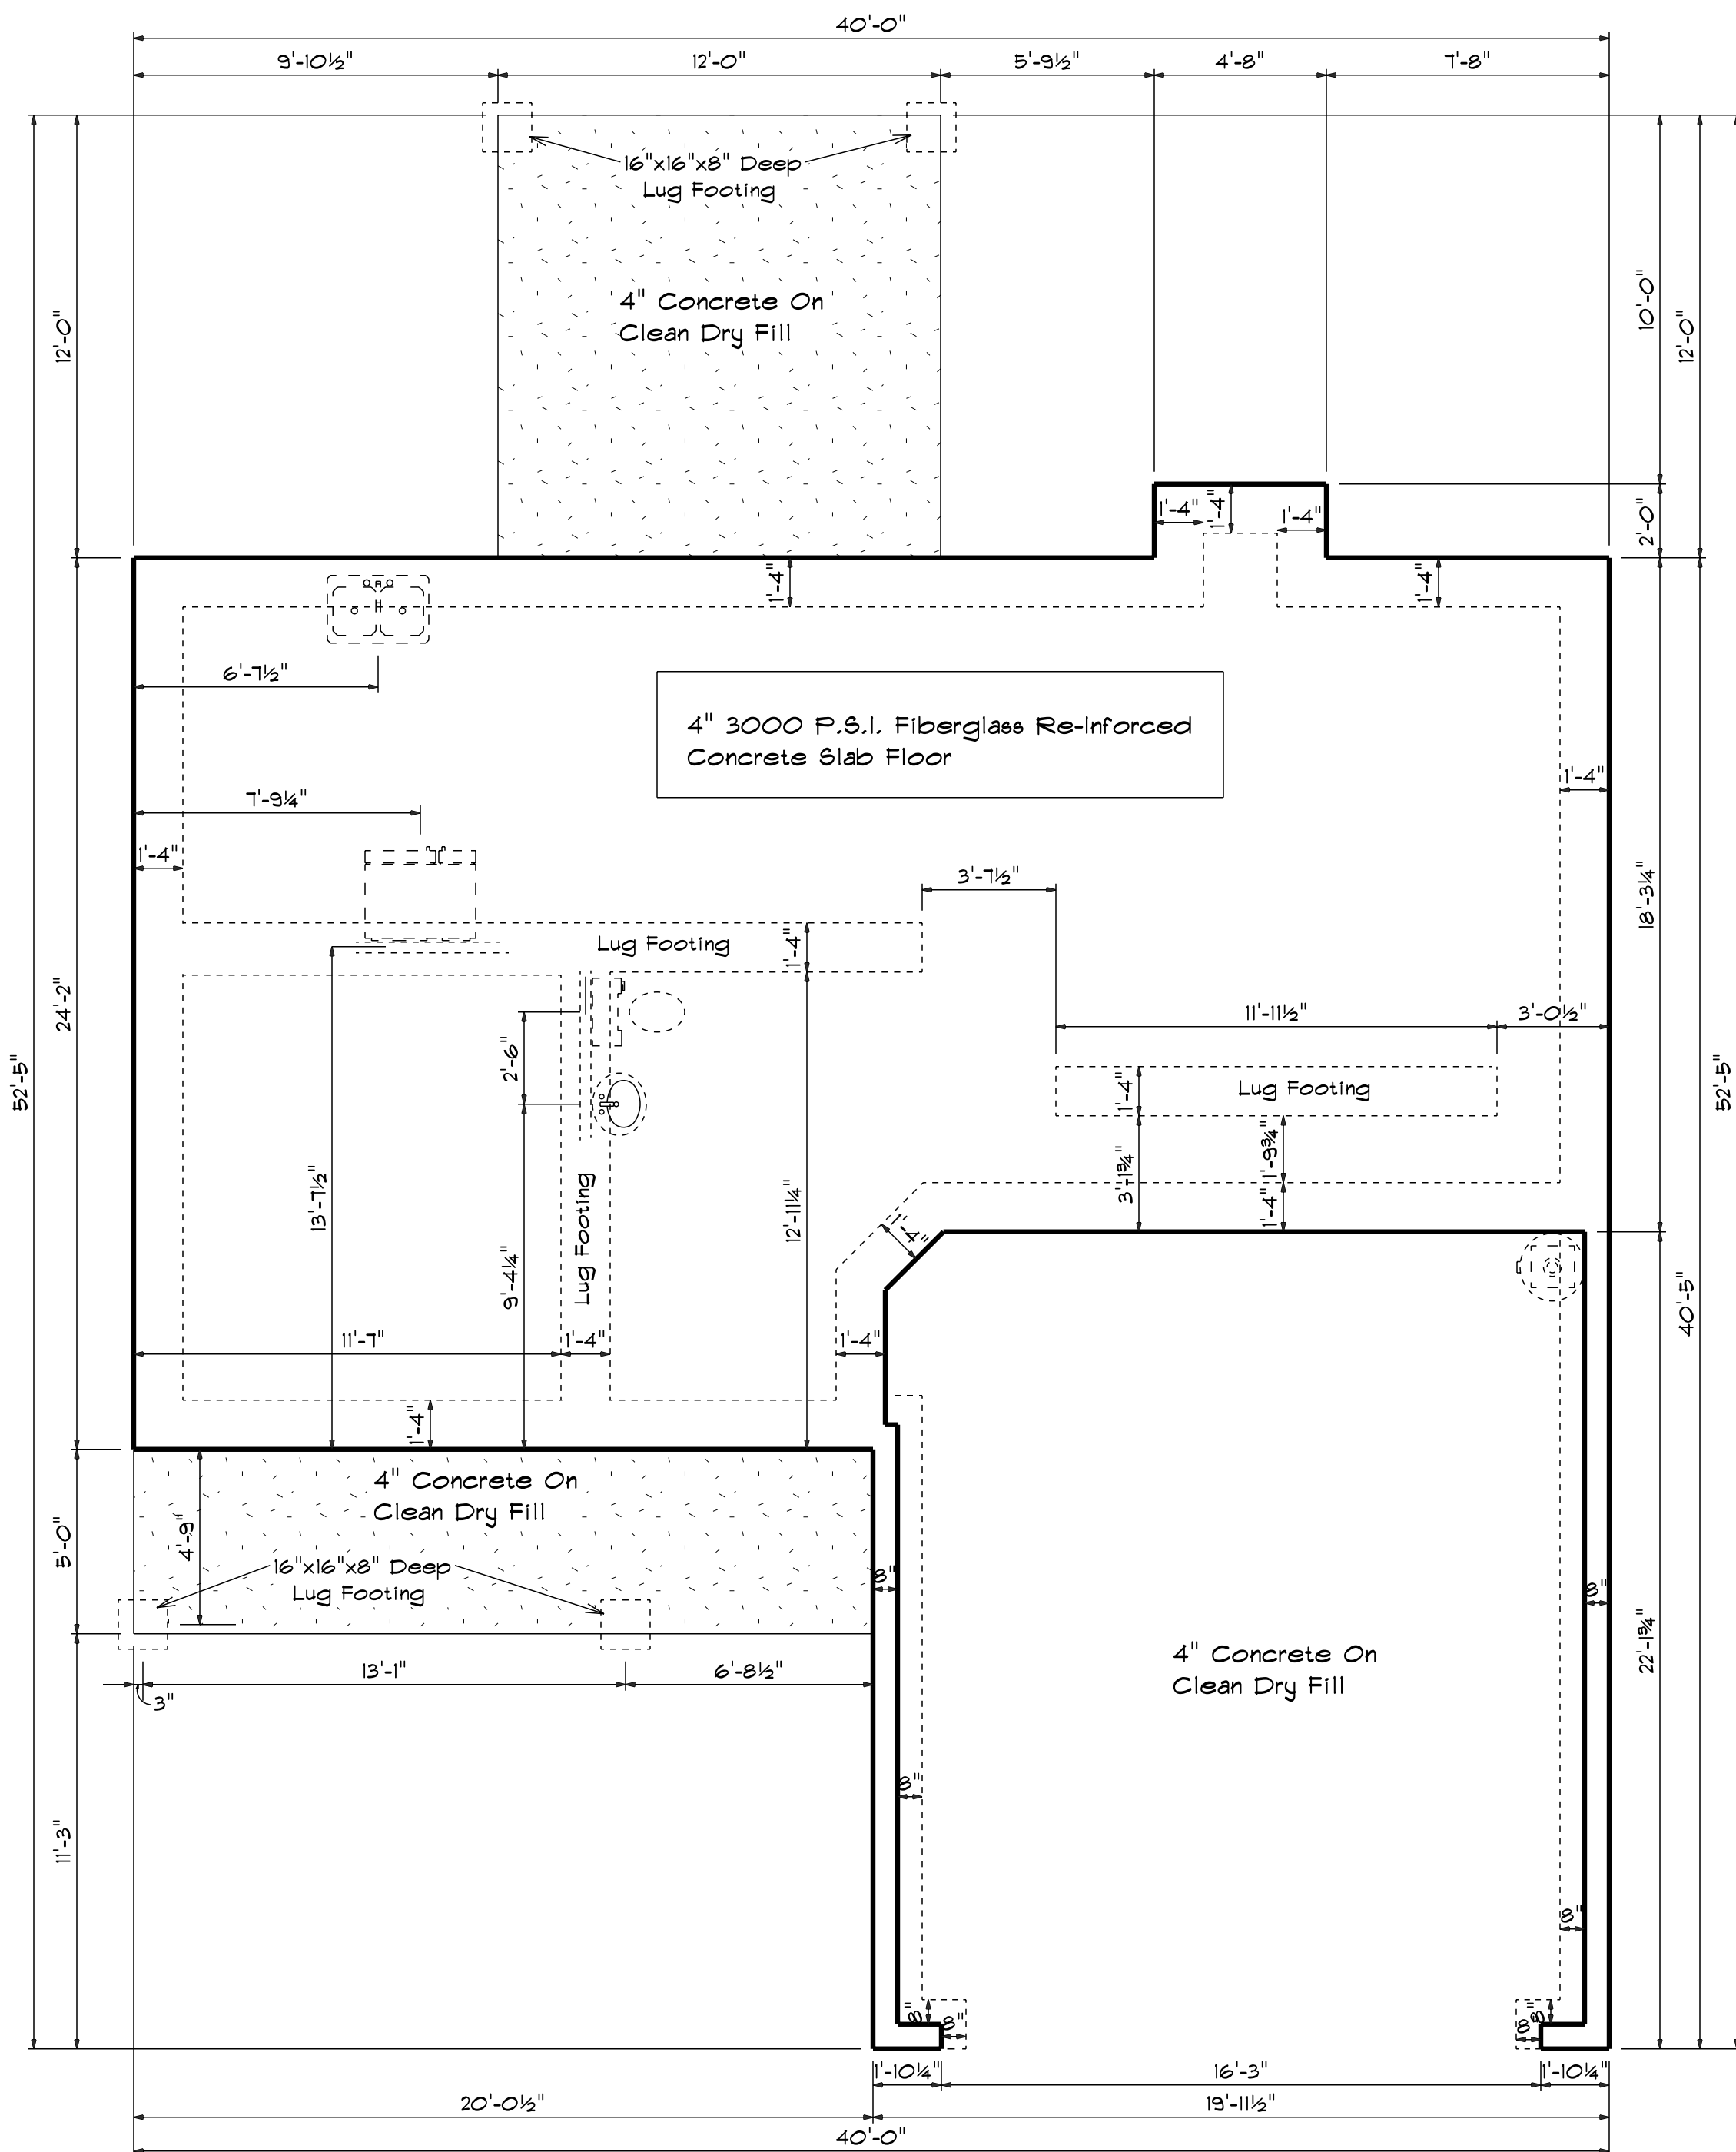 40'-0"
9'-10½" 12'-0" 5'-9½" 4'-8" 7'-8"
16"x16"x8" Deep
Lug Footing
4" Concrete On
Clean Dry Fill
12'-0"
10'-0"
12'-0"
2'-0"
1'-4" 1'-4" 1'-4"
1'-4" 1'-4"
6'-7½"
4" 3000 P.S.I. Fiberglass Re-Inforced
Concrete Slab Floor
1'-4"
7'-9¼"
1'-4"
3'-7½"
18'-3¼"
Lug Footing
1'-4"
24'-2"
11'-11½" 3'-0½"
2'-6"
52'-5"
52'-5"
1'-4"
Lug Footing
3'-1¾"
1'-9¾"
1'-4"
13'-7½"
9'-4¼"
Lug Footing
12'-11¼"
1'-4"
40'-5"
11'-7" 1'-4" 1'-4"
1'-4"
4" Concrete On
Clean Dry Fill
5'-0"
4'-9"
16"x16"x8" Deep
Lug Footing
8"
8"
4" Concrete On
Clean Dry Fill
22'-1¾"
13'-1" 6'-8½"
3"
8"
11'-3"
8"
8" 8"
8" 8"
1'-10¼" 16'-3" 1'-10¼"
20'-0½" 19'-11½"
40'-0"